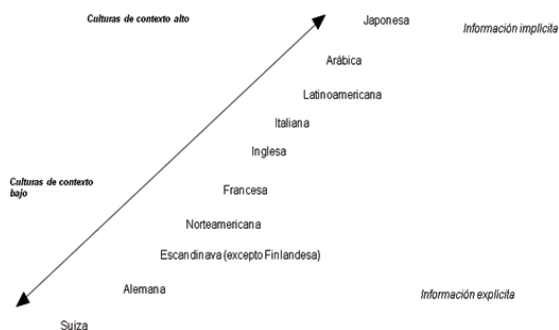 Culturas de contexto alto
Japonesa
Información implícita
Arábica
Latinoamericana
Italiana
Inglesa
Culturas de contexto
bajo
Francesa
Norteamericana
Escandinava (excepto Finlandesa)
Alemana
Información explícita
Suiza